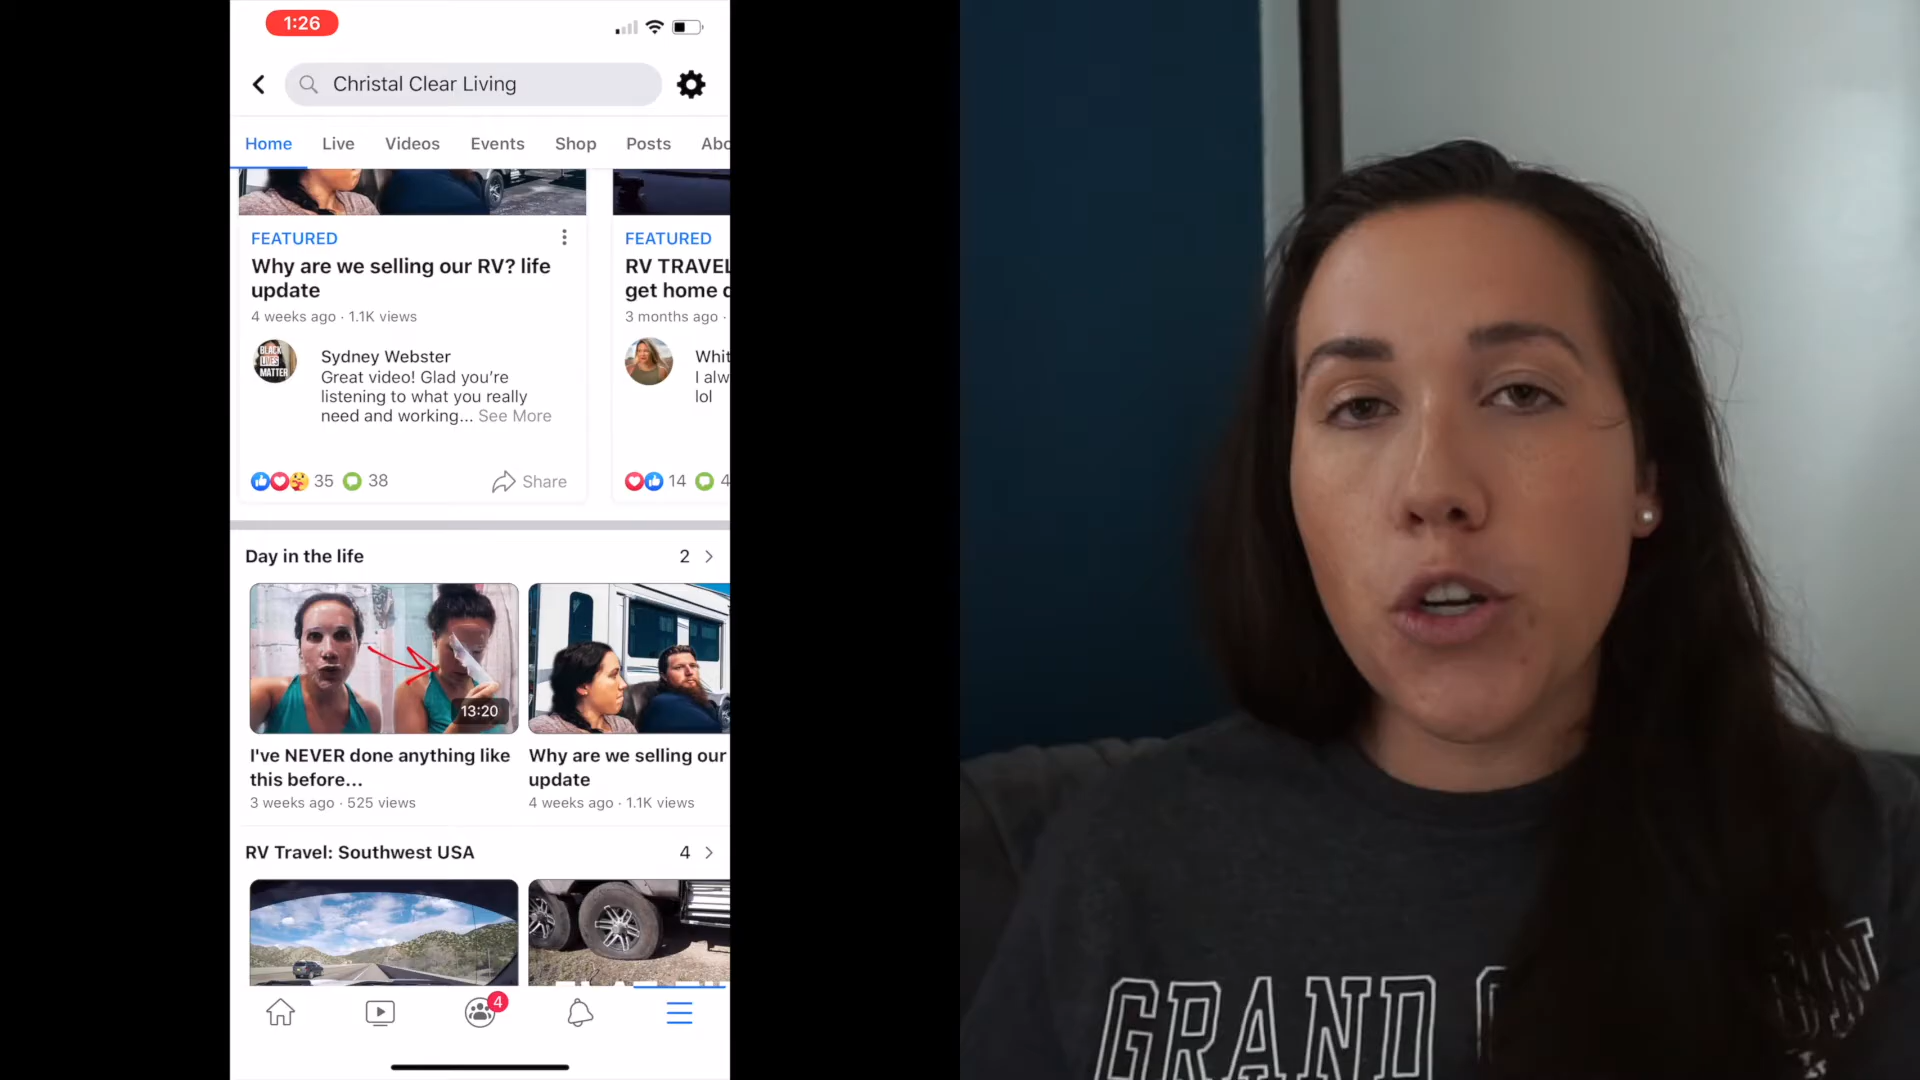 1:26
Christal Clear Living
Home Live Videos Events Shop Posts Abo
FEATURED
Why are we selling our RV? life
update
4 weeks ago · 1.1K views
BLACK
LIVES
MATTER
Sydney Webster
Great video! Glad you're
listening to what you really
need and working... See More
35 38 Share
FEATURED
RV TRAVEL
get home
3 months ago ·
Whit
I alw
lol
14 4
Day in the life 2
13:20
I've NEVER done anything like
this before...
3 weeks ago · 525 views
Why are we selling our
update
4 weeks ago · 1.1K views
RV Travel: Southwest USA 4
4
GRAND